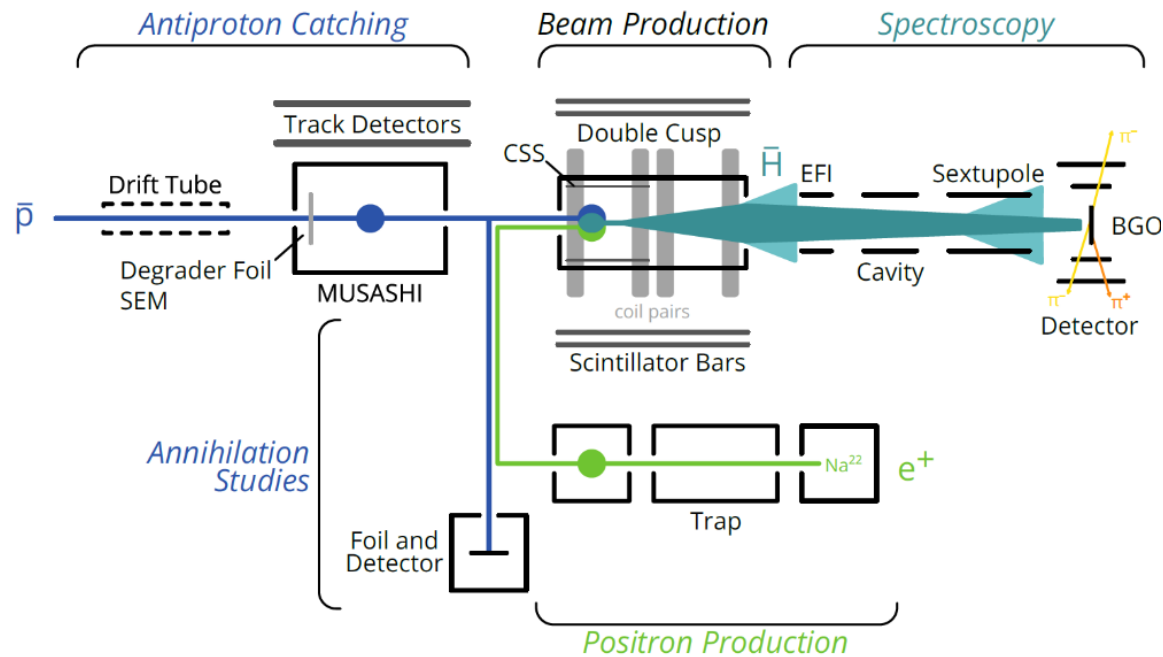 Antiproton Catching
Beam Production
Spectroscopy
Track Detectors
Double Cusp
CSS
H̄
EFI
Sextupole
π⁻
Drift Tube
p̄
BGO
Degrader Foil
SEM
MUSASHI
Cavity
coil pairs
π⁻
π⁺
Detector
Scintillator Bars
Annihilation
Studies
Na²²
e⁺
Trap
Foil and
Detector
Positron Production